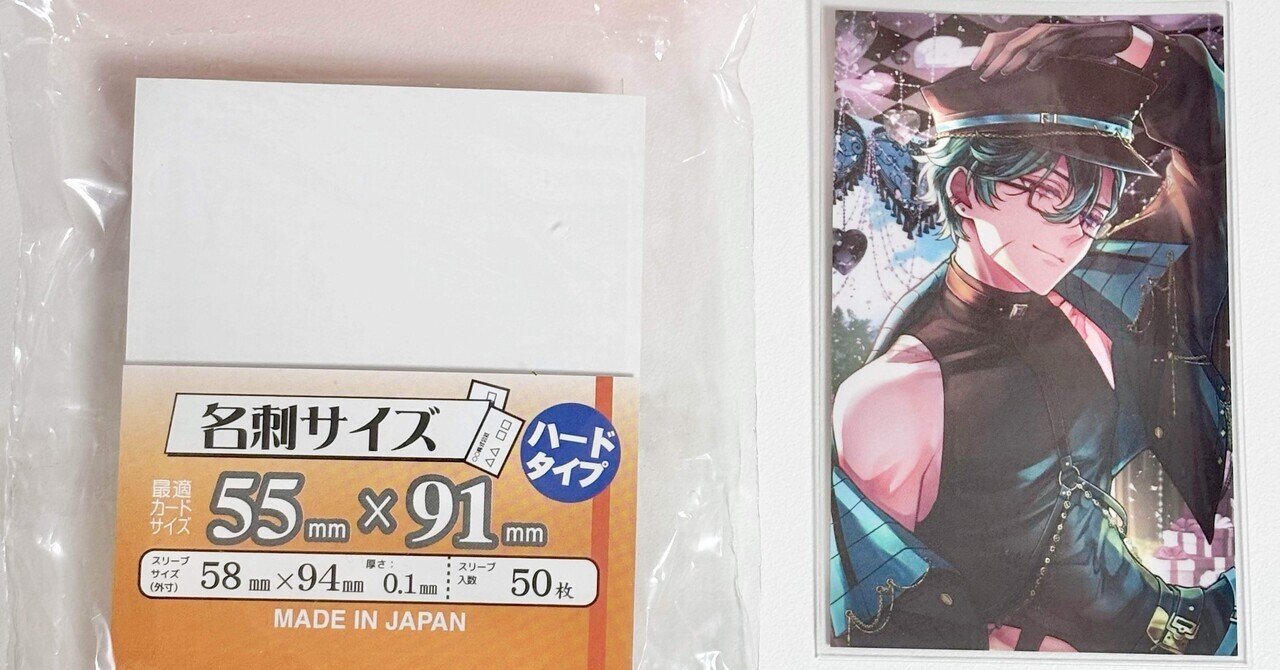 名刺サイズ
ハード
タイプ
最適
カード
サイズ
55mm×91mm
スリーブ
サイズ
(外寸)
58mm×94mm
厚さ:
0.1mm
スリーブ
入数
50枚
MADE IN JAPAN